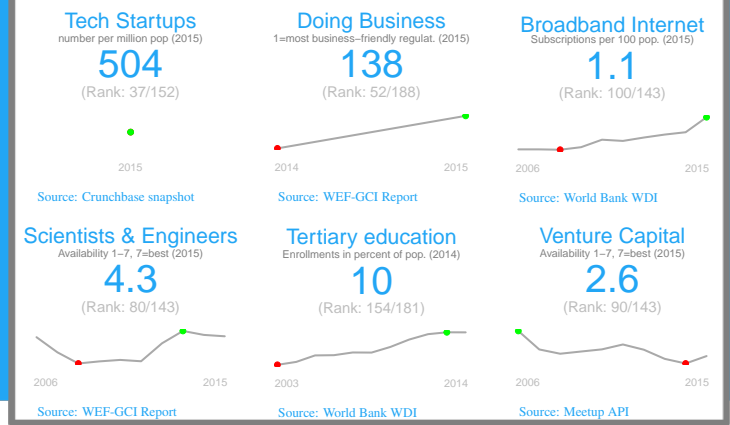 Tech Startups
number per million pop (2015)
504
(Rank: 37/152)
2015
Source: Crunchbase snapshot
Doing Business
1=most business−friendly regulat. (2015)
138
(Rank: 52/188)
2014 2015
Source: WEF-GCI Report
Broadband Internet
Subscriptions per 100 pop. (2015)
1.1
(Rank: 100/143)
2006 2015
Source: World Bank WDI
Scientists & Engineers
Availability 1−7, 7=best (2015)
4.3
(Rank: 80/143)
2006 2015
Source: WEF-GCI Report
Tertiary education
Enrollments in percent of pop. (2014)
10
(Rank: 154/181)
2003 2014
Source: World Bank WDI
Venture Capital
Availability 1−7, 7=best (2015)
2.6
(Rank: 90/143)
2006 2015
Source: Meetup API